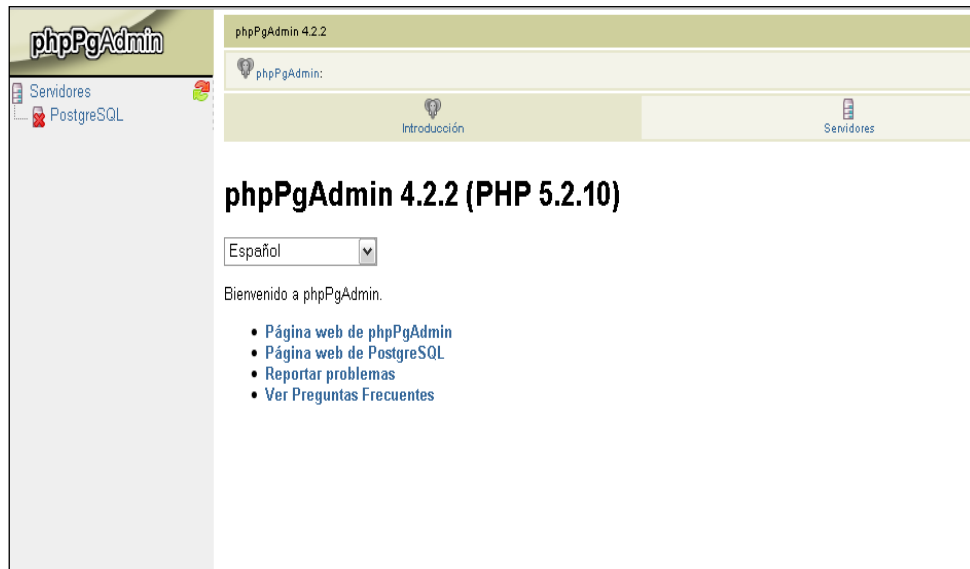 phpPgAdmin
Servidores
PostgreSQL
phpPgAdmin 4.2.2
phpPgAdmin:
Introducción
Servidores
phpPgAdmin 4.2.2 (PHP 5.2.10)
Español
Bienvenido a phpPgAdmin.
Página web de phpPgAdmin
Página web de PostgreSQL
Reportar problemas
Ver Preguntas Frecuentes